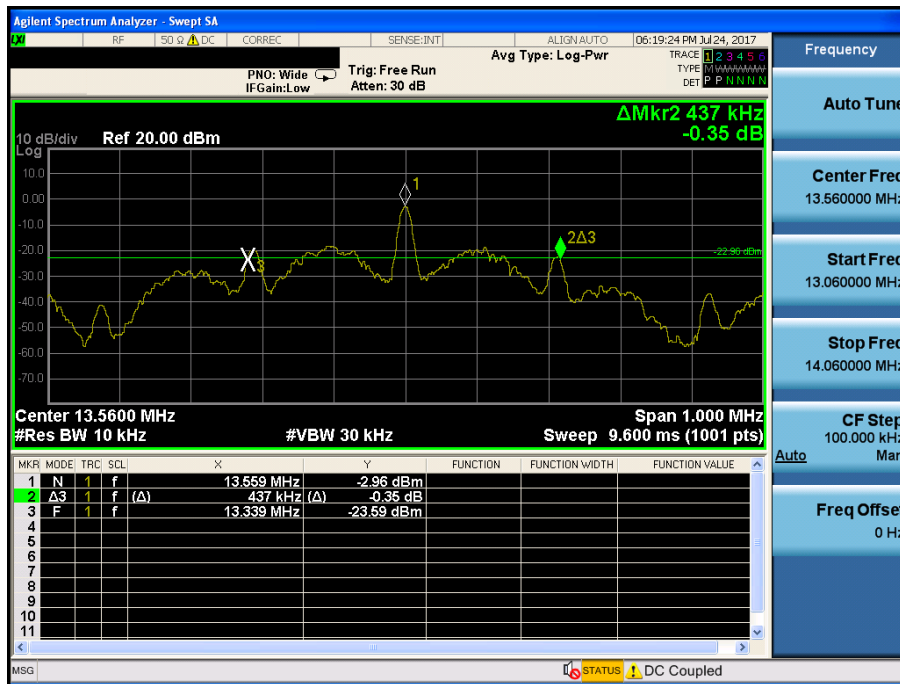 Agilent Spectrum Analyzer - Swept SA
LXI RF 50 Ω DC CORREC SENSE:INT ALIGN AUTO 06:19:24 PM Jul 24, 2017
PNO: Wide Trig: Free Run Avg Type: Log-Pwr TRACE 1 2 3 4 5 6
IFGain:Low Atten: 30 dB TYPE M
DET P P N N N N
Frequency
Auto Tune
Center Freq
13.560000 MHz
Start Freq
13.060000 MHz
Stop Freq
14.060000 MHz
CF Step
100.000 kHz
Auto Man
Freq Offset
0 Hz
ΔMkr2 437 kHz
-0.35 dB
10 dB/div Ref 20.00 dBm
Log
10.0
0.00
-10.0
-20.0
-30.0
-40.0
-50.0
-60.0
-70.0
1
2Δ3
3
-22.96 dBm
Center 13.5600 MHz Span 1.000 MHz
#Res BW 10 kHz #VBW 30 kHz Sweep 9.600 ms (1001 pts)
MKR MODE TRC SCL X Y FUNCTION FUNCTION WIDTH FUNCTION VALUE
1 N 1 f 13.559 MHz -2.96 dBm
2 Δ3 1 f (Δ) 437 kHz (Δ) -0.35 dB
3 F 1 f 13.339 MHz -23.59 dBm
4
5
6
7
8
9
10
11
MSG STATUS DC Coupled